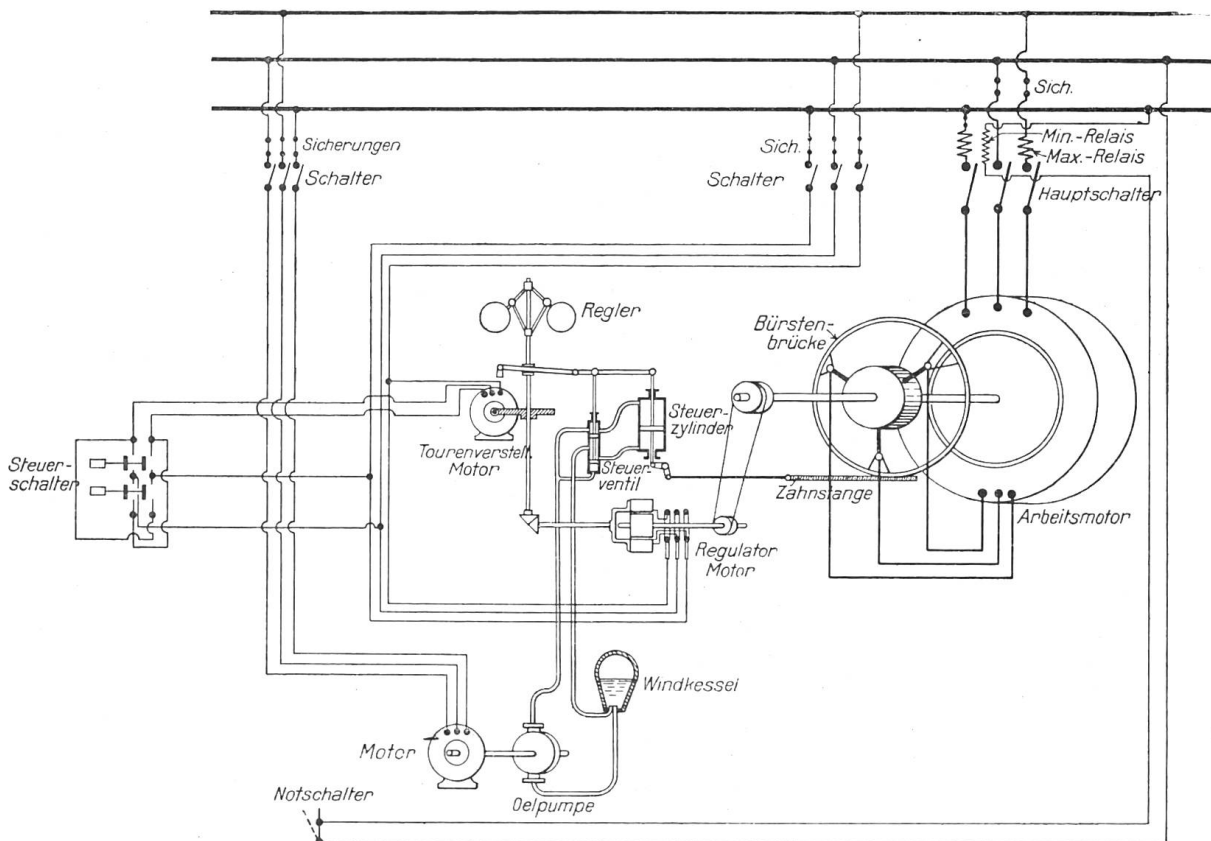 Sich.
Min.-Relais
Max.-Relais
Sicherungen
Schalter
Sich.
Schalter
Hauptschalter
Regler
Bürsten-
brücke
Steuer-
zylinder
Tourenverstell.
Motor
Steuer-
ventil
Steuer-
schalter
Zahnstange
Arbeitsmotor
Regulator
Motor
Windkessel
Motor
Oelpumpe
Notschalter